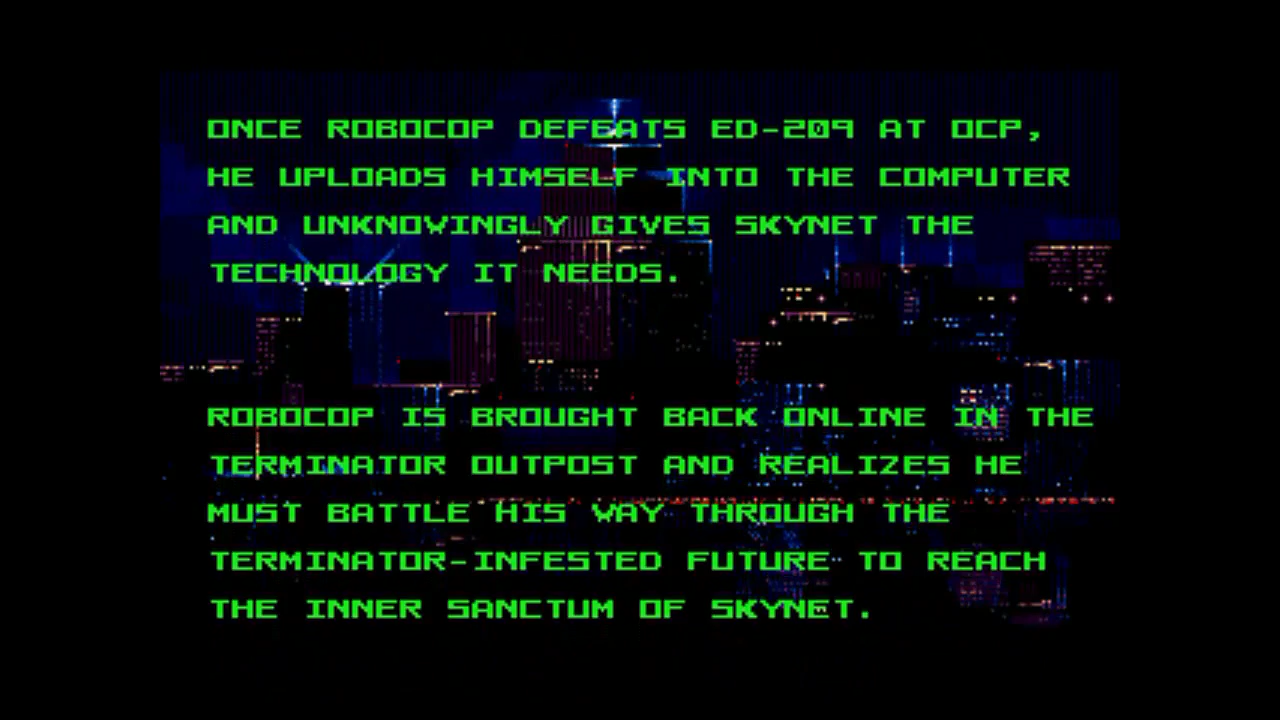 ONCE ROBOCOP DEFEATS ED-209 AT OCP,
HE UPLOADS HIMSELF INTO THE COMPUTER
AND UNKNOWINGLY GIVES SKYNET THE
TECHNOLOGY IT NEEDS.
ROBOCOP IS BROUGHT BACK ONLINE IN THE
TERMINATOR OUTPOST AND REALIZES HE
MUST BATTLE HIS WAY THROUGH THE
TERMINATOR-INFESTED FUTURE TO REACH
THE INNER SANCTUM OF SKYNET.